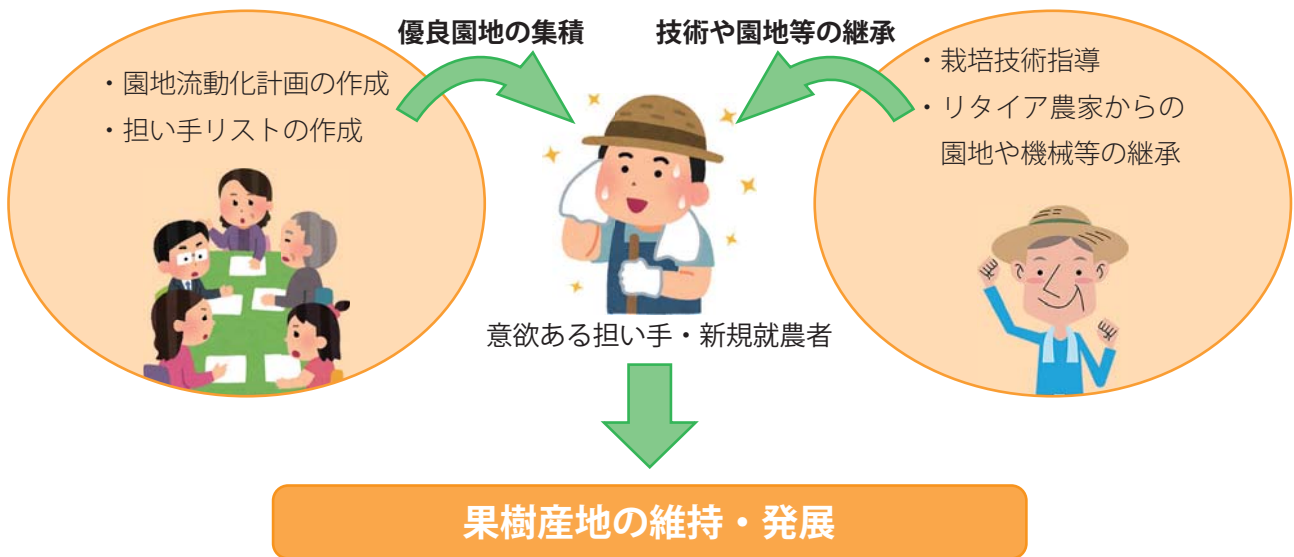 優良園地の集積
技術や園地等の継承
・園地流動化計画の作成
・担い手リストの作成
・栽培技術指導
・リタイア農家からの
園地や機械等の継承
意欲ある担い手・新規就農者
果樹産地の維持・発展